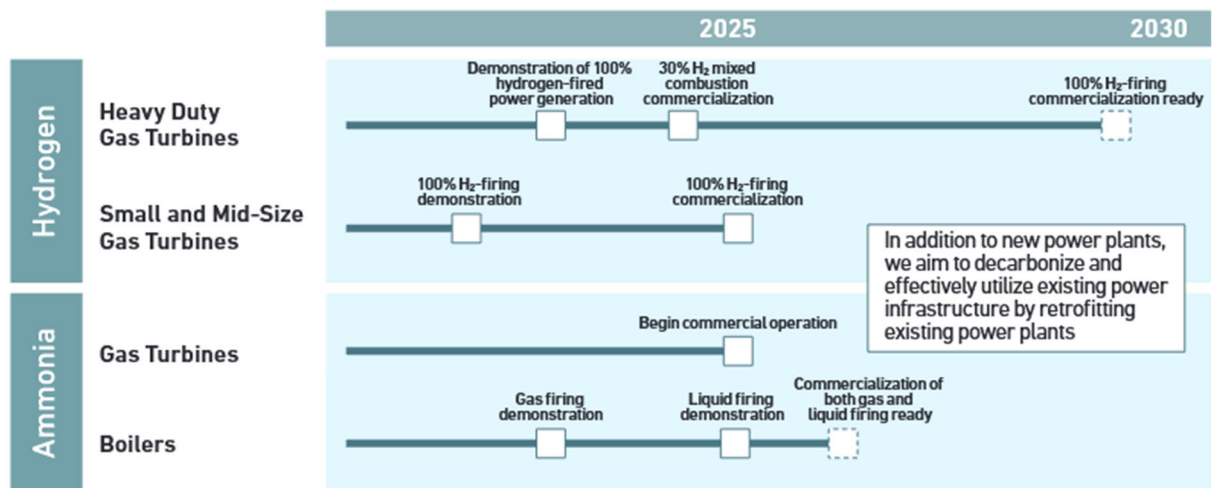 2025
2030
Hydrogen
Heavy Duty
Gas Turbines
Demonstration of 100%
hydrogen-fired
power generation
30% H₂ mixed
combustion
commercialization
100% H₂-firing
commercialization ready
Small and Mid-Size
Gas Turbines
100% H₂-firing
demonstration
100% H₂-firing
commercialization
In addition to new power plants,
we aim to decarbonize and
effectively utilize existing power
infrastructure by retrofitting
existing power plants
Ammonia
Gas Turbines
Begin commercial operation
Boilers
Gas firing
demonstration
Liquid firing
demonstration
Commercialization of
both gas and
liquid firing ready